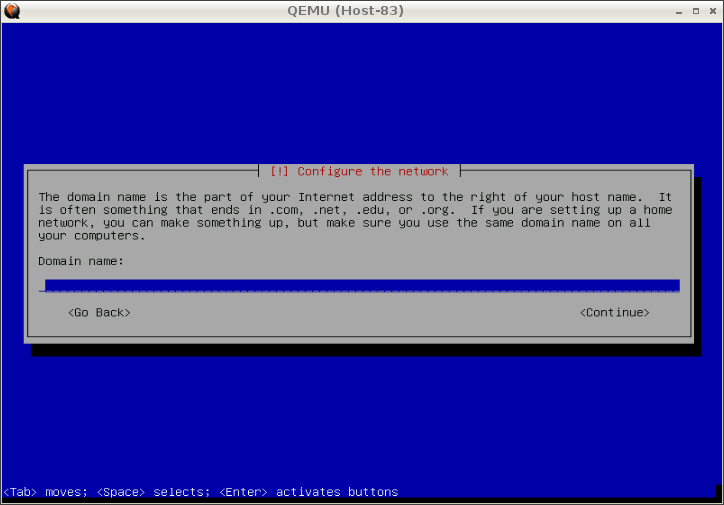 QEMU (Host-83)
[!] Configure the network
The domain name is the part of your Internet address to the right of your host name.  It
is often something that ends in .com, .net, .edu, or .org.  If you are setting up a home
network, you can make something up, but make sure you use the same domain name on all
your computers.
Domain name:
<Go Back> <Continue>
<Tab> moves; <Space> selects; <Enter> activates buttons